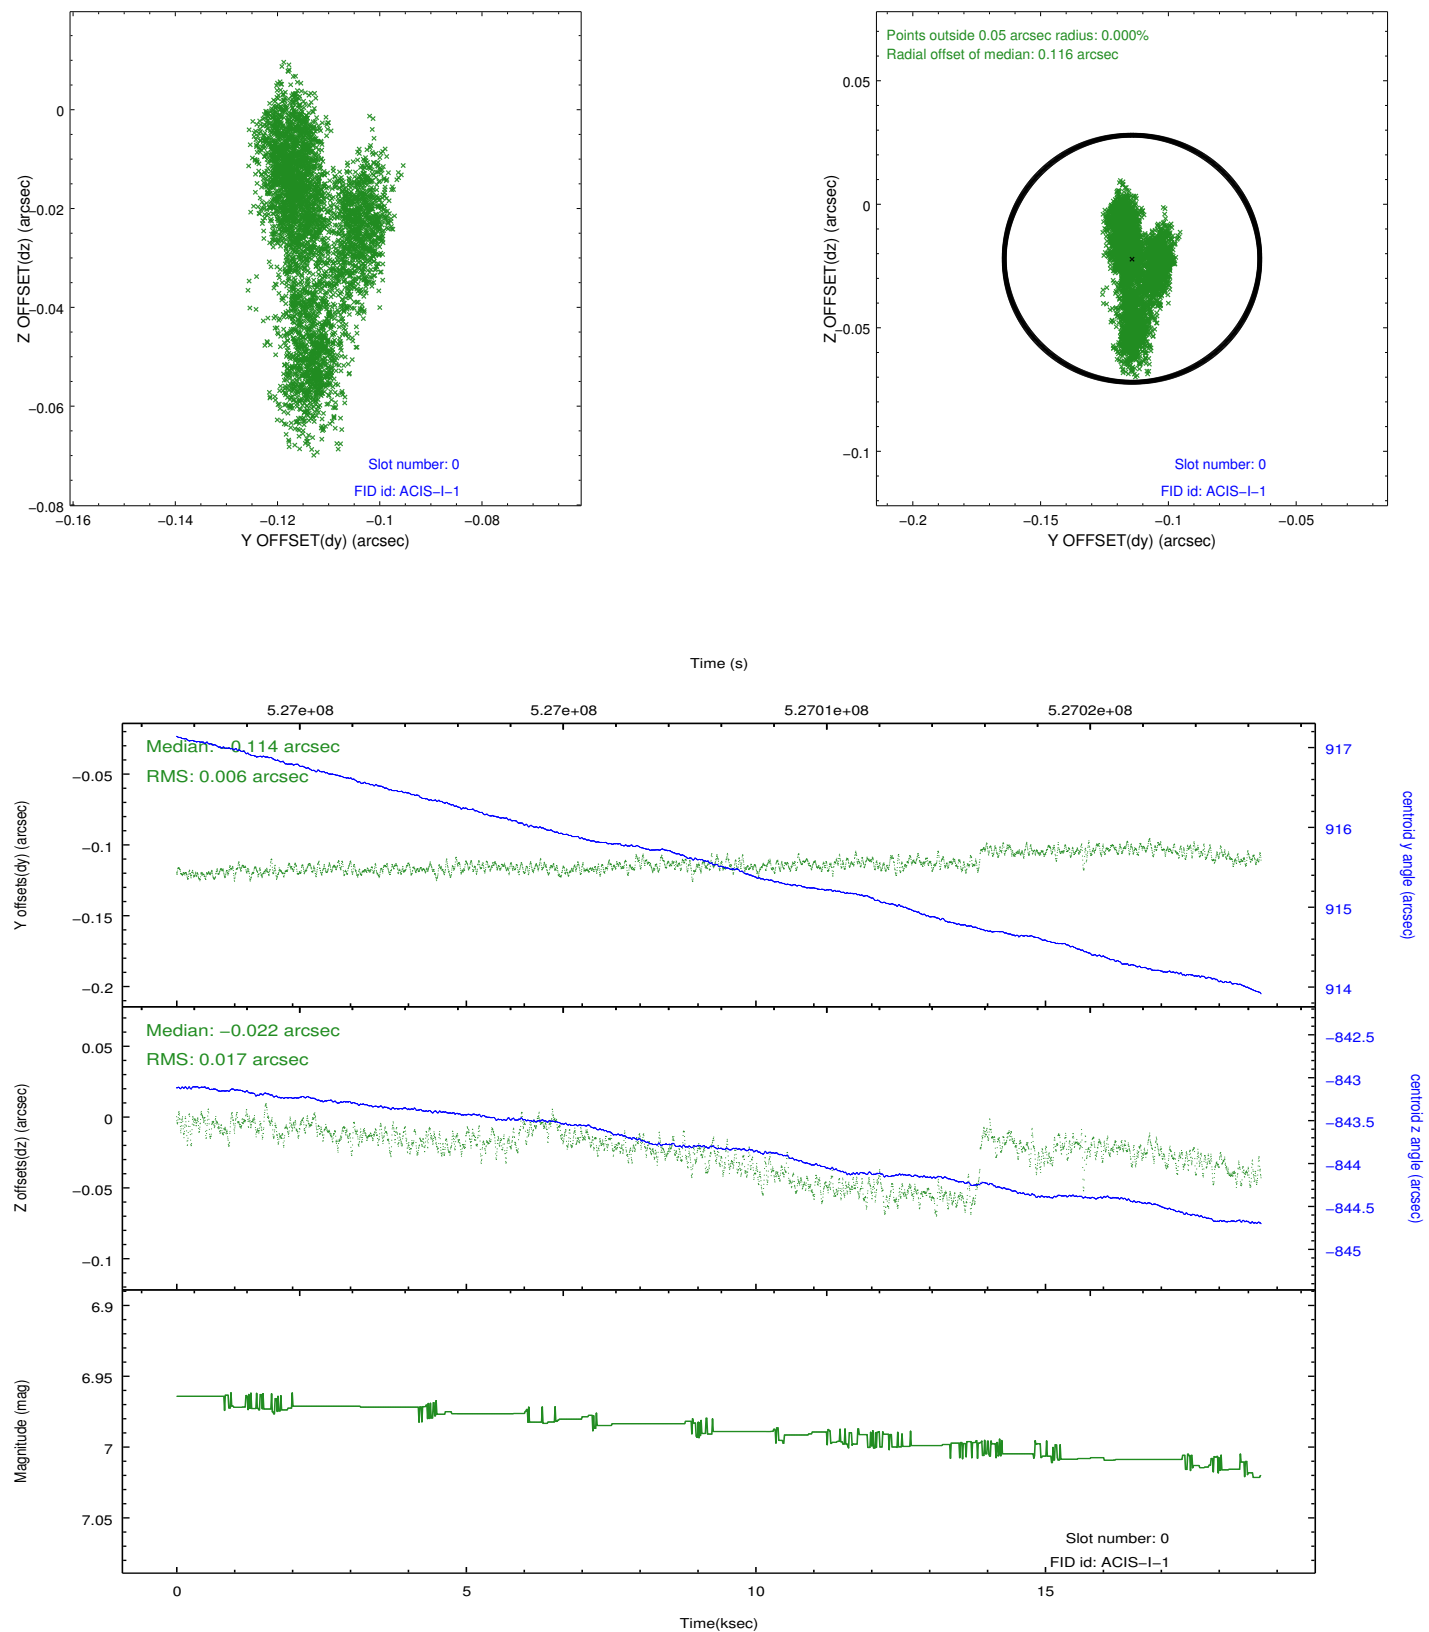 Z OFFSET(dz) (arcsec)
0
−0.02
−0.04
−0.06
−0.08
−0.16
−0.14
−0.12
−0.1
−0.08
Y OFFSET(dy) (arcsec)
Slot number: 0
FID id: ACIS−I−1
Points outside 0.05 arcsec radius: 0.000%
Radial offset of median: 0.116 arcsec
Z OFFSET(dz) (arcsec)
0.05
0
−0.05
−0.1
−0.2
−0.15
−0.1
−0.05
Y OFFSET(dy) (arcsec)
Slot number: 0
FID id: ACIS−I−1
Time (s)
5.27e+08
5.27e+08
5.2701e+08
5.2702e+08
Median: −0.114 arcsec
RMS: 0.006 arcsec
Y offsets(dy) (arcsec)
−0.05
−0.1
−0.15
−0.2
917
916
915
914
centroid y angle (arcsec)
Median: −0.022 arcsec
RMS: 0.017 arcsec
Z offsets(dz) (arcsec)
0.05
0
−0.05
−0.1
−842.5
−843
−843.5
−844
−844.5
−845
centroid z angle (arcsec)
Magnitude (mag)
6.9
6.95
7
7.05
Slot number: 0
FID id: ACIS−I−1
0
5
10
15
Time(ksec)